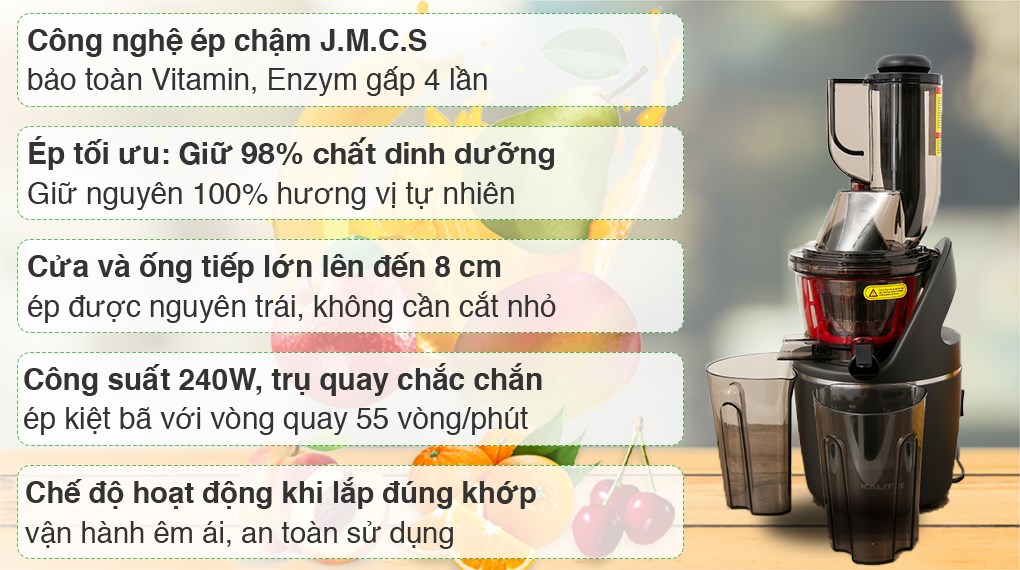 Công nghệ ép chậm J.M.C.S
bảo toàn Vitamin, Enzym gấp 4 lần
Ép tối ưu: Giữ 98% chất dinh dưỡng
Giữ nguyên 100% hương vị tự nhiên
Cửa và ống tiếp lớn lên đến 8 cm
ép được nguyên trái, không cần cắt nhỏ
Công suất 240W, trụ quay chắc chắn
ép kiệt bã với vòng quay 55 vòng/phút
Chế độ hoạt động khi lắp đúng khớp
vận hành êm ái, an toàn sử dụng